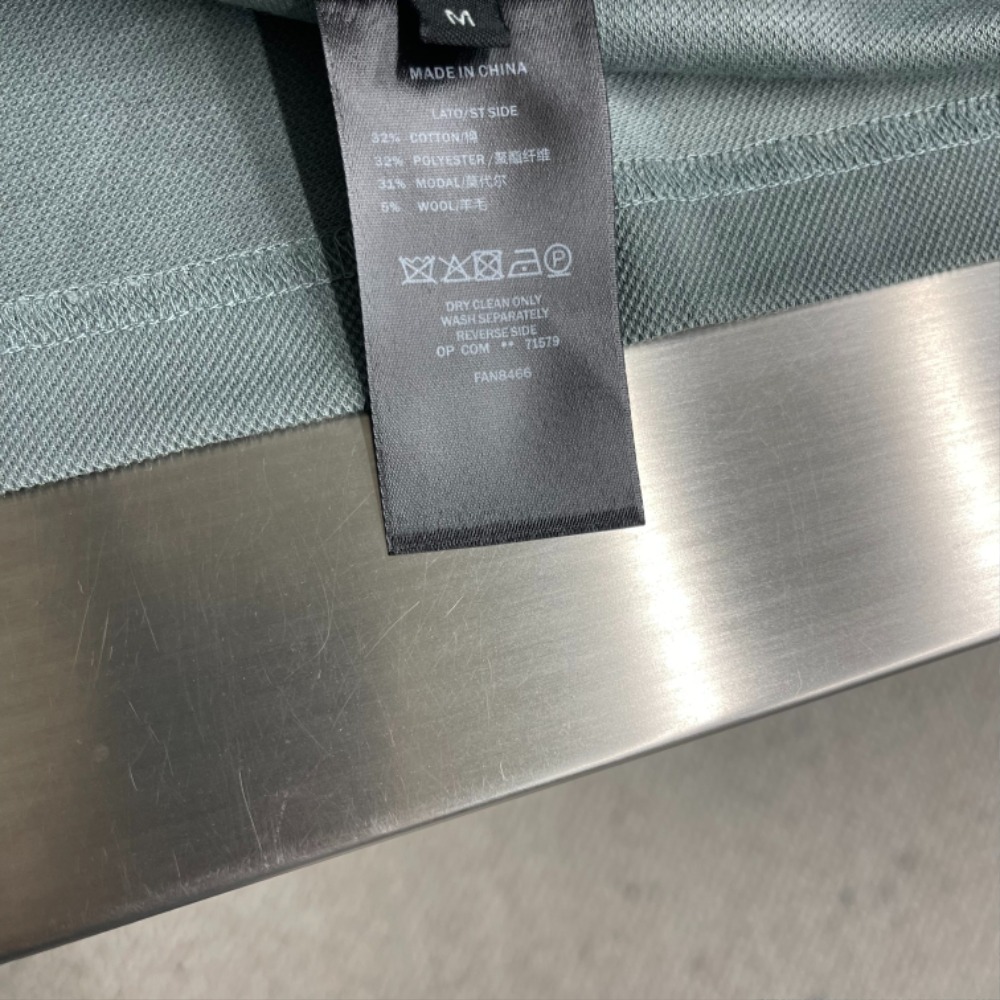 M
MADE IN CHINA
LATO/ST SIDE
32% COTTON/棉
32% POLYESTER/聚酯纤维
31% MODAL/莫代尔
5% WOOL/羊毛
P
DRY CLEAN ONLY
WASH SEPARATELY
REVERSE SIDE
OP COM ** 71579
FAN8466